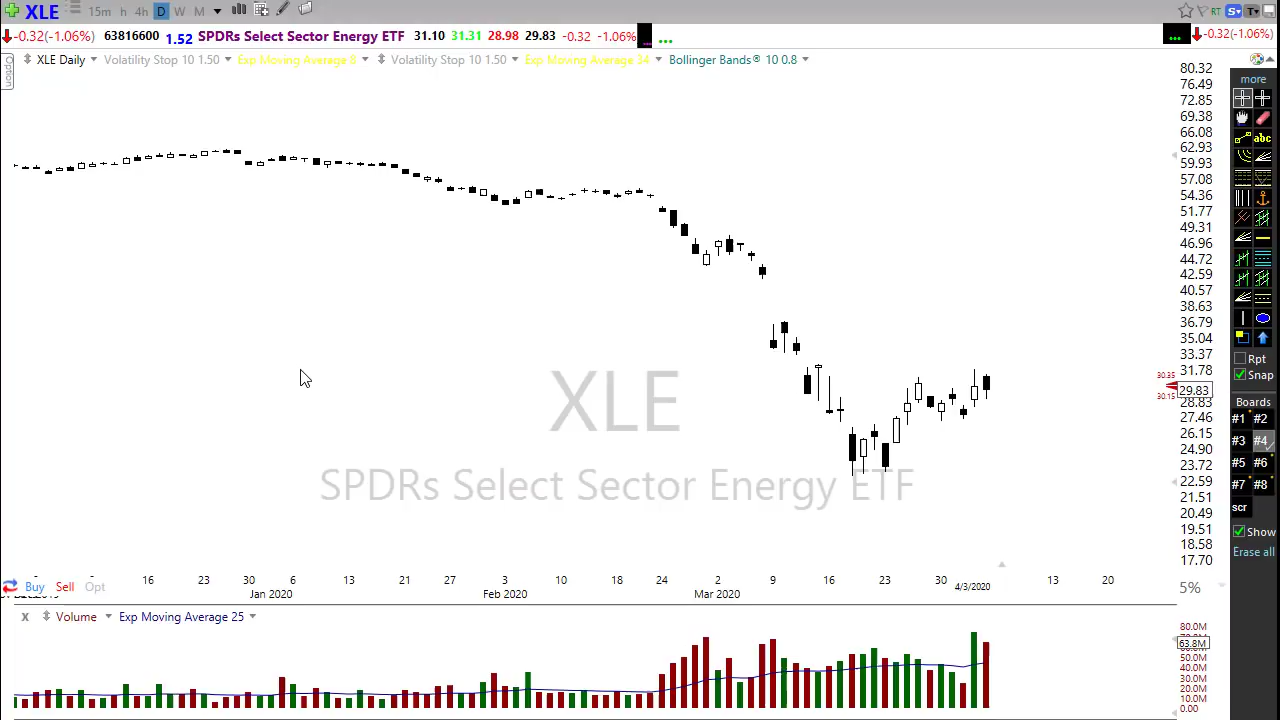 XLE 15m h 4h D W M RT S T
-0.32(-1.06%) 63816600 1.52 SPDRs Select Sector Energy ETF 31.10 31.31 28.98 29.83 -0.32 -1.06% ... ... -0.32(-1.06%)
Option
XLE Daily Volatility Stop 10 1.50 Exp Moving Average 8 Volatility Stop 10 1.50 Exp Moving Average 34 Bollinger Bands® 10 0.8
80.32
76.49
72.85
69.38
66.08
62.93
59.93
57.08
54.36
51.77
49.31
46.96
44.72
42.59
40.57
38.63
36.79
35.04
33.37
31.78
30.35
29.83
30.15
28.83
27.46
26.15
24.90
23.72
22.59
21.51
20.49
19.51
18.58
17.70
more
abc
Rpt
Snap
Boards
#1 #2
#3 #4
#5 #6
#7 #8
scr
Show
Erase all
XLE
SPDRs Select Sector Energy ETF
16 23 30 6 13 21 27 3 10 18 24 2 9 16 23 30 4/3/2020 13 20
Buy Sell Opt
Jan 2020 Feb 2020 Mar 2020
5%
x Volume Exp Moving Average 25
80.0M
63.8M
50.0M
40.0M
30.0M
20.0M
10.0M
0.00